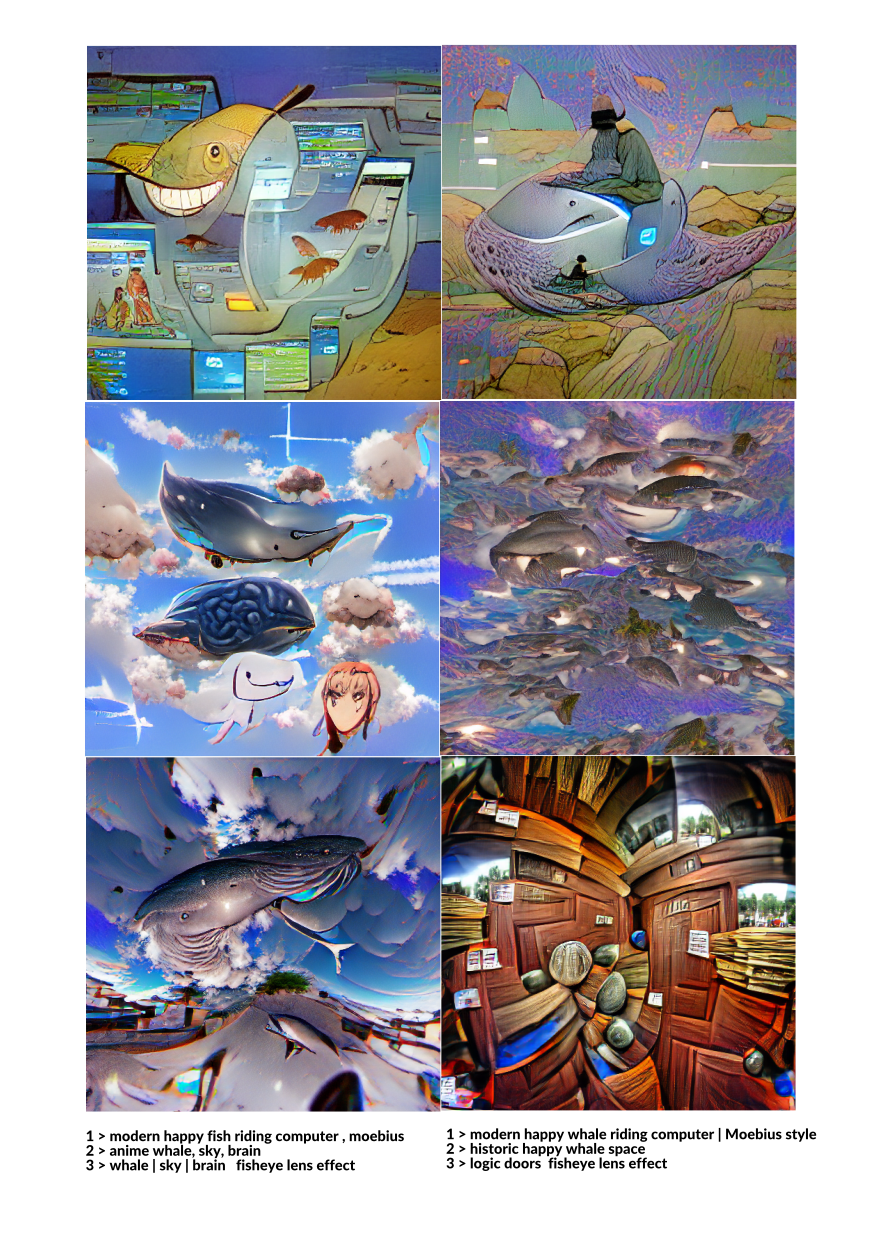 1 > modern happy fish riding computer , moebius
2 > anime whale, sky, brain
3 > whale | sky | brain   fisheye lens effect
1 > modern happy whale riding computer | Moebius style
2 > historic happy whale space
3 > logic doors  fisheye lens effect